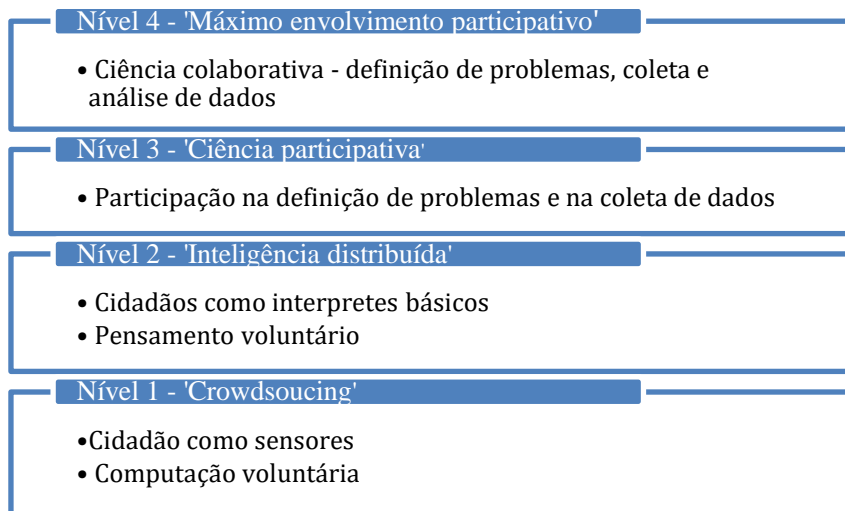 Nível 4 - 'Máximo envolvimento participativo'
• Ciência colaborativa - definição de problemas, coleta e
análise de dados
Nível 3 - 'Ciência participativa'
• Participação na definição de problemas e na coleta de dados
Nível 2 - 'Inteligência distribuída'
• Cidadãos como interpretes básicos
• Pensamento voluntário
Nível 1 - 'Crowdsoucing'
•Cidadão como sensores
• Computação voluntária